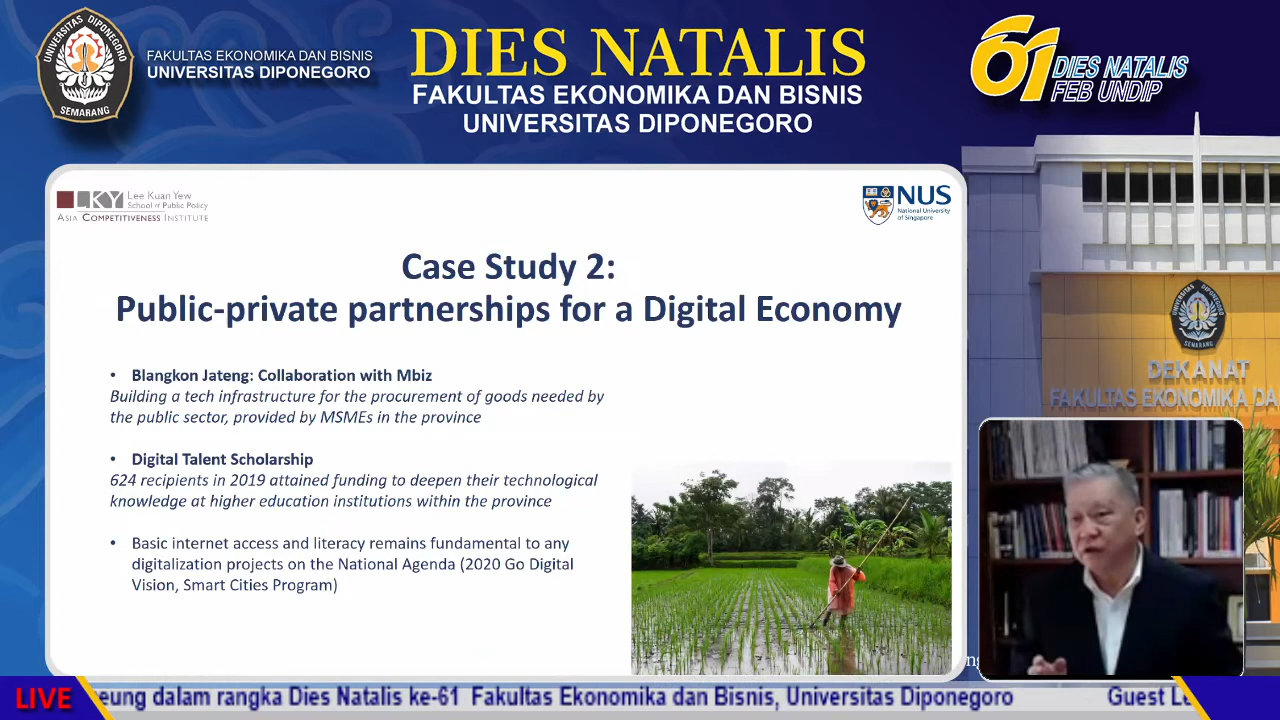 UNIVERSITAS DIPONEGORO
SEMARANG
FAKULTAS EKONOMIKA DAN BISNIS
UNIVERSITAS DIPONEGORO
DIES NATALIS
FAKULTAS EKONOMIKA DAN BISNIS
UNIVERSITAS DIPONEGORO
61 DIES NATALIS
FEB UNDIP
LKY Lee Kuan Yew
School of Public Policy
ASIA COMPETITIVENESS INSTITUTE
NUS
National University
of Singapore
Case Study 2:
Public-private partnerships for a Digital Economy
• Blangkon Jateng: Collaboration with Mbiz
Building a tech infrastructure for the procurement of goods needed by
the public sector, provided by MSMEs in the province
• Digital Talent Scholarship
624 recipients in 2019 attained funding to deepen their technological
knowledge at higher education institutions within the province
• Basic internet access and literacy remains fundamental to any
digitalization projects on the National Agenda (2020 Go Digital
Vision, Smart Cities Program)
UNIVERSITAS DIPONEGORO
SEMARANG
DEKANAT
FAKULTAS EKONOMIKA DA
LIVE
eung dalam rangka Dies Natalis ke-61 Fakultas Ekonomika dan Bisnis, Universitas Diponegoro
Guest Le